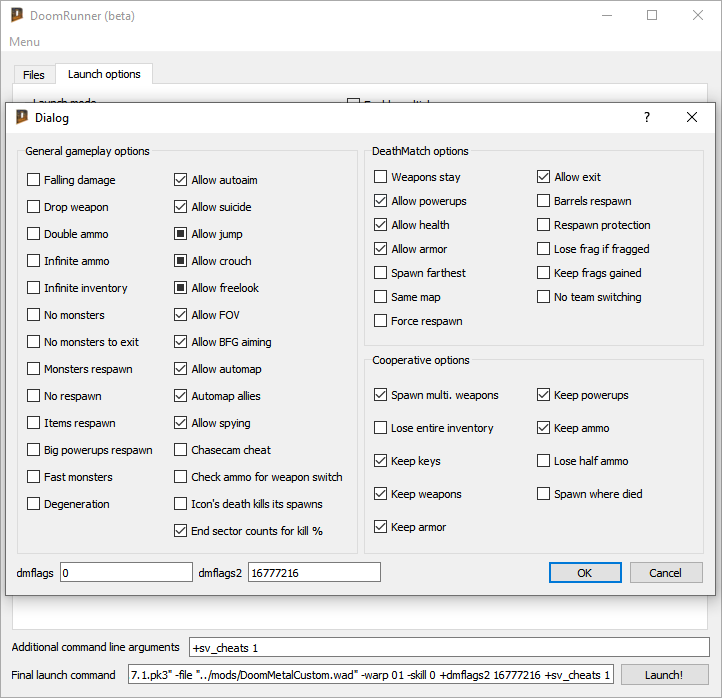 DoomRunner (beta)
Menu
Files
Launch options
Dialog
General gameplay options
Falling damage
Drop weapon
Double ammo
Infinite ammo
Infinite inventory
No monsters
No monsters to exit
Monsters respawn
No respawn
Items respawn
Big powerups respawn
Fast monsters
Degeneration
Allow autoaim
Allow suicide
Allow jump
Allow crouch
Allow freelook
Allow FOV
Allow BFG aiming
Allow automap
Automap allies
Allow spying
Chasecam cheat
Check ammo for weapon switch
Icon's death kills its spawns
End sector counts for kill %
DeathMatch options
Weapons stay
Allow powerups
Allow health
Allow armor
Spawn farthest
Same map
Force respawn
Allow exit
Barrels respawn
Respawn protection
Lose frag if fragged
Keep frags gained
No team switching
Cooperative options
Spawn multi. weapons
Lose entire inventory
Keep keys
Keep weapons
Keep armor
Keep powerups
Keep ammo
Lose half ammo
Spawn where died
dmflags 0
dmflags2 16777216
OK
Cancel
Additional command line arguments +sv_cheats 1
Final launch command 7.1.pk3" -file "../mods/DoomMetalCustom.wad" -warp 01 -skill 0 +dmflags2 16777216 +sv_cheats 1
Launch!